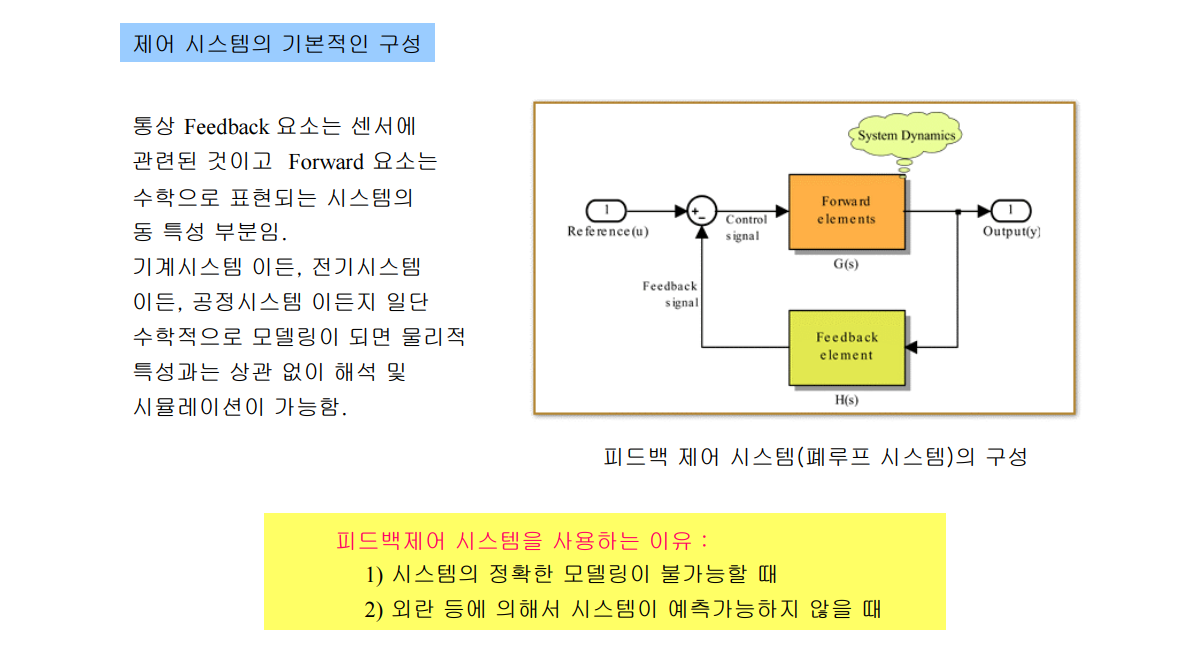 제어 시스템의 기본적인 구성
통상 Feedback 요소는 센서에
관련된 것이고 Forward 요소는
수학으로 표현되는 시스템의
동 특성 부분임.
기계시스템 이든, 전기시스템
이든, 공정시스템 이든지 일단
수학적으로 모델링이 되면 물리적
특성과는 상관 없이 해석 및
시뮬레이션이 가능함.
System Dynamics
1
Reference(u)
+
−
Control
signal
Forward
elements
G(s)
1
Output(y)
Feedback
signal
Feedback
element
H(s)
피드백 제어 시스템(폐루프 시스템)의 구성
피드백제어 시스템을 사용하는 이유 :
1) 시스템의 정확한 모델링이 불가능할 때
2) 외란 등에 의해서 시스템이 예측가능하지 않을 때